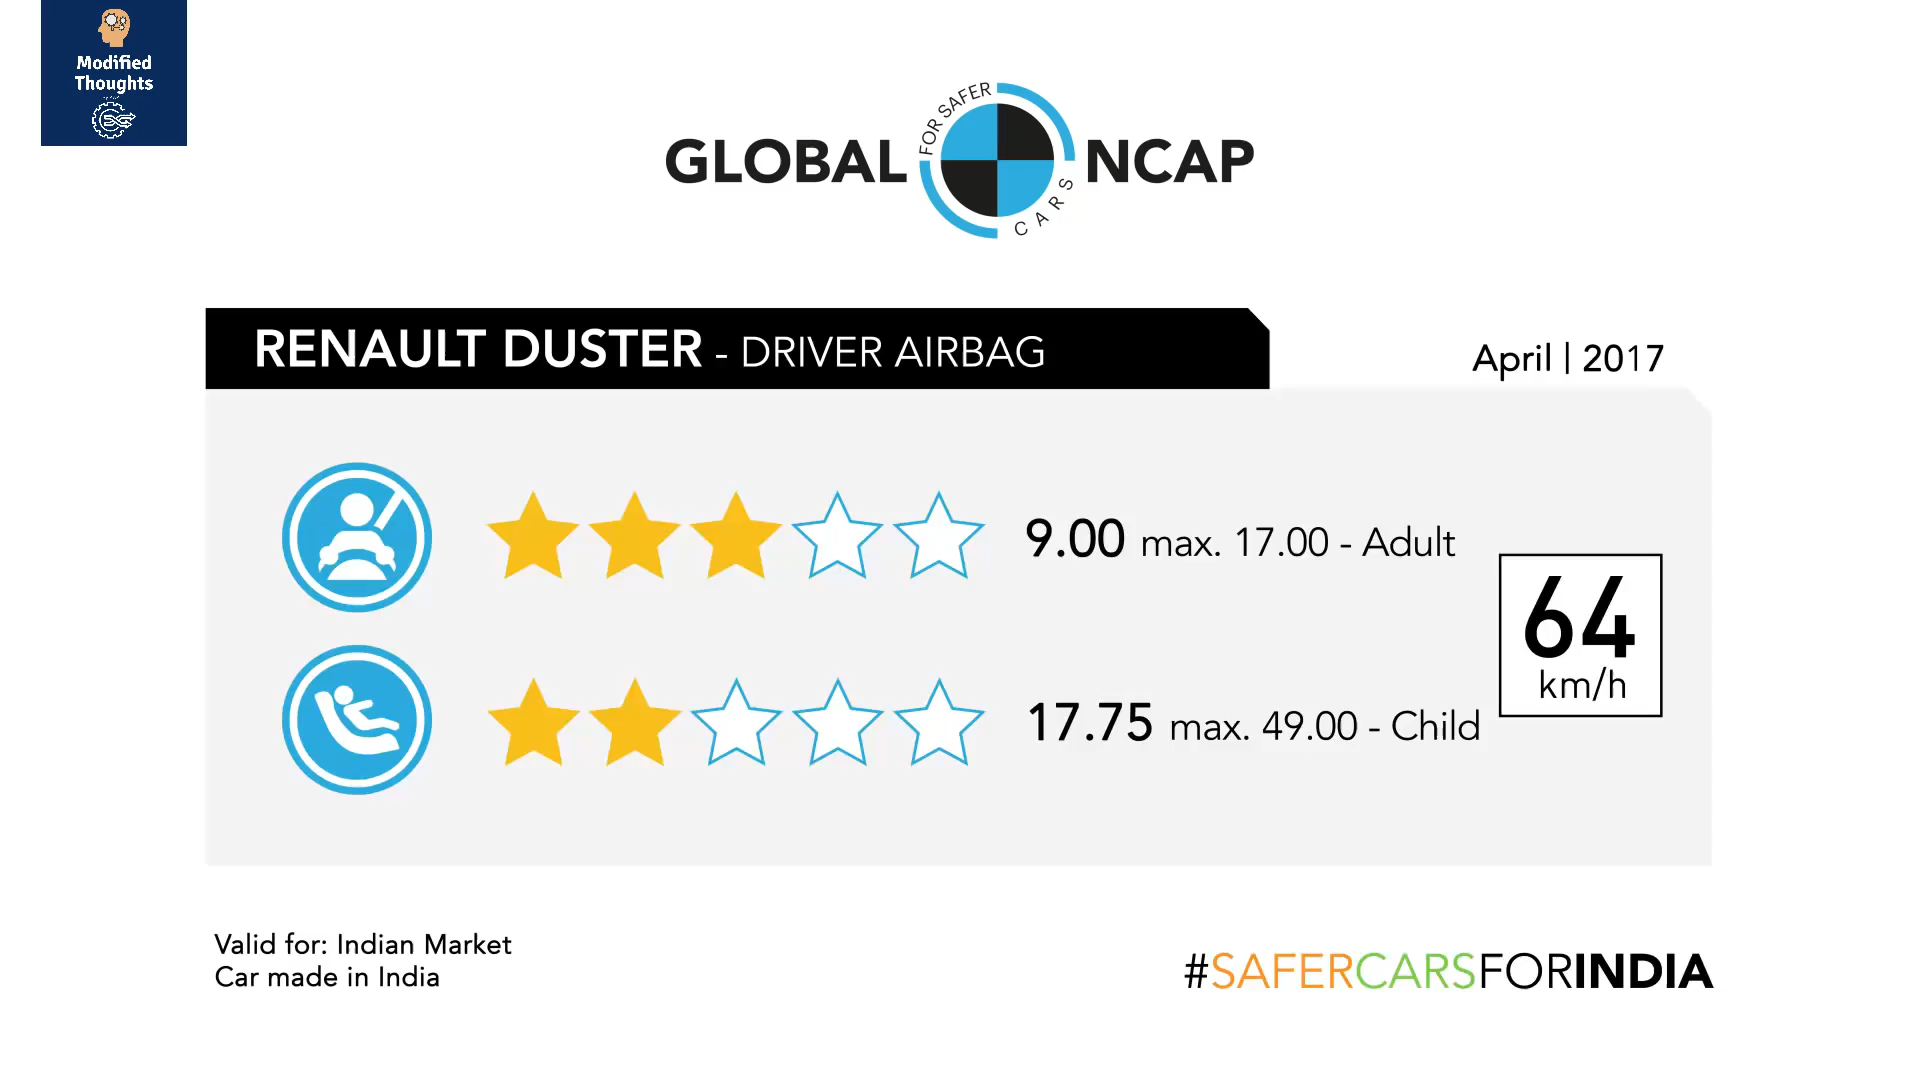 Modified
Thoughts
GLOBAL FOR SAFER CARS NCAP
RENAULT DUSTER - DRIVER AIRBAG
April | 2017
9.00 max. 17.00 - Adult
64
km/h
17.75 max. 49.00 - Child
Valid for: Indian Market
Car made in India
#SAFERCARSFORINDIA